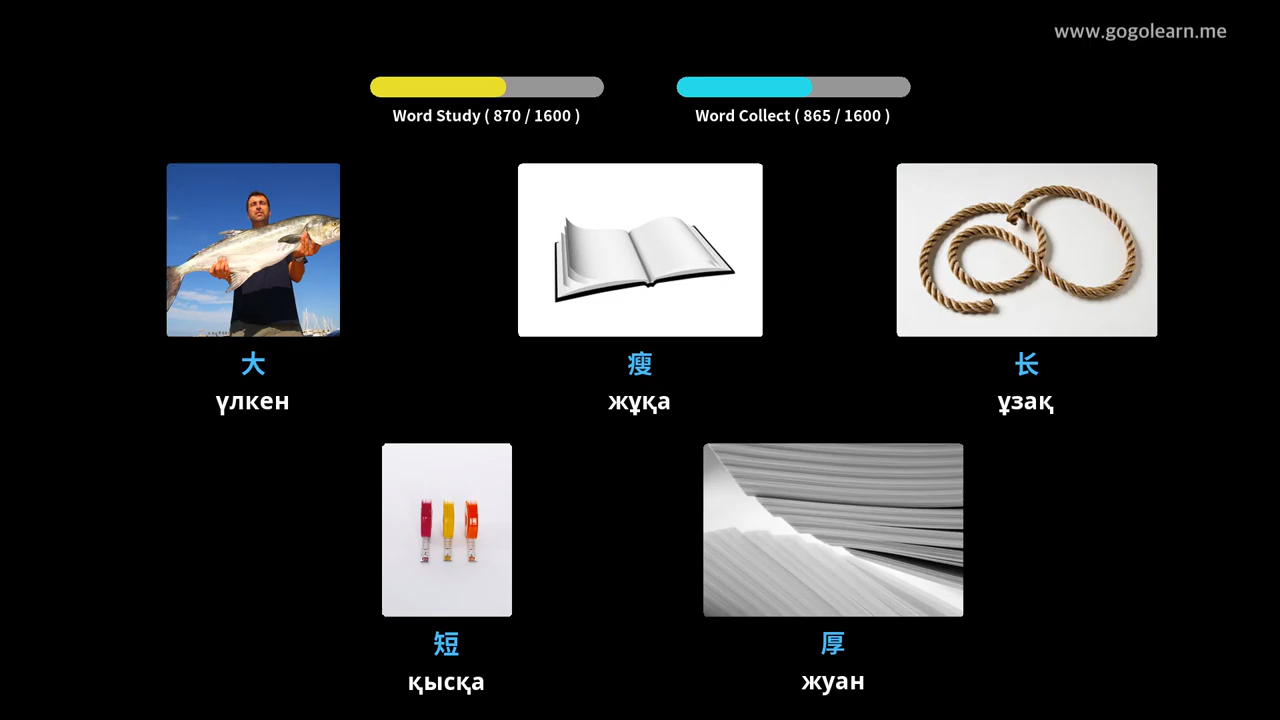 www.gogolearn.me
Word Study ( 870 / 1600 )
Word Collect ( 865 / 1600 )
大
үлкен
瘦
жұқа
长
ұзақ
短
қысқа
厚
жуан